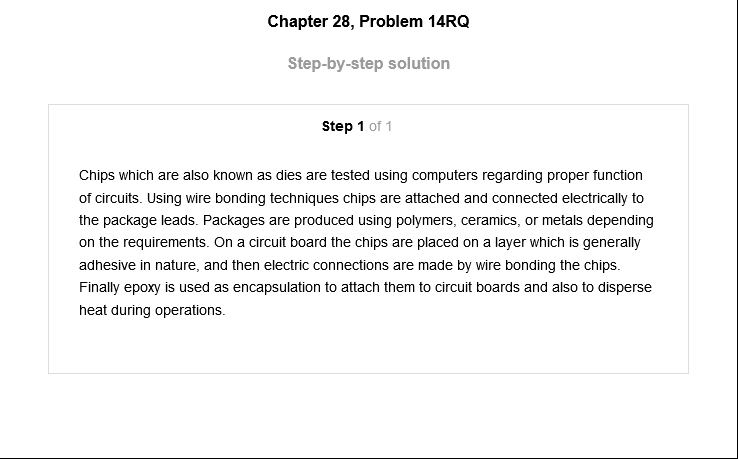 Chapter 28, Problem 14RQ
Step-by-step solution
Step 1 of 1
Chips which are also known as dies are tested using computers regarding proper function
of circuits. Using wire bonding techniques chips are attached and connected electrically to
the package leads. Packages are produced using polymers, ceramics, or metals depending
on the requirements. On a circuit board the chips are placed on a layer which is generally
adhesive in nature, and then electric connections are made by wire bonding the chips.
Finally epoxy is used as encapsulation to attach them to circuit boards and also to disperse
heat during operations.